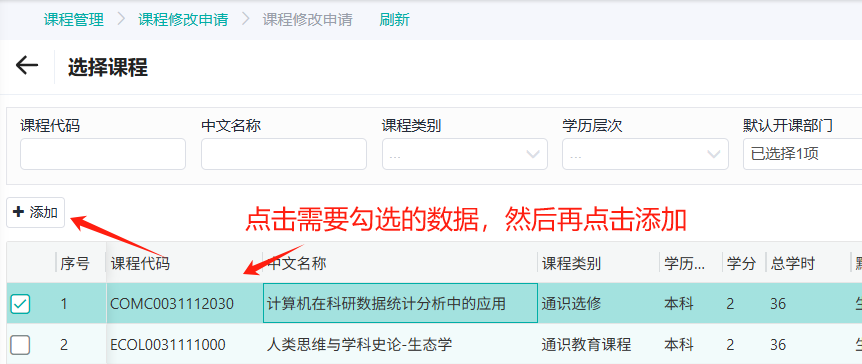 课程管理 课程修改申请 课程修改申请 刷新
选择课程
课程代码 中文名称 课程类别 学历层次 默认开课部门
... ... 已选择1项
添加
点击需要勾选的数据，然后再点击添加
序号 课程代码 中文名称 课程类别 学历... 学分 总学时
1 COMC0031112030 计算机在科研数据统计分析中的应用 通识选修 本科 2 36
2 ECOL0031111000 人类思维与学科史论-生态学 通识教育课程 本科 2 36